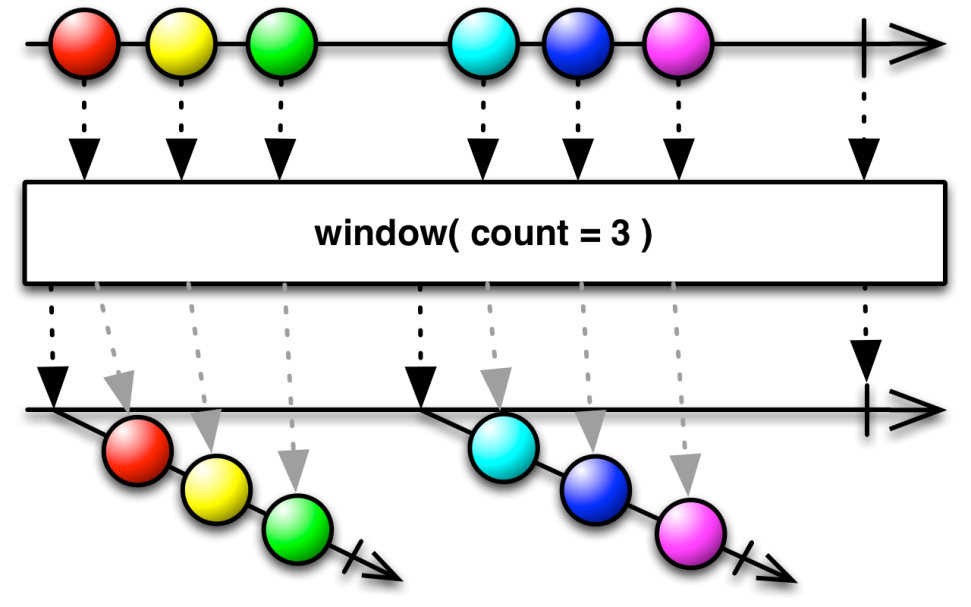 window( count = 3 )